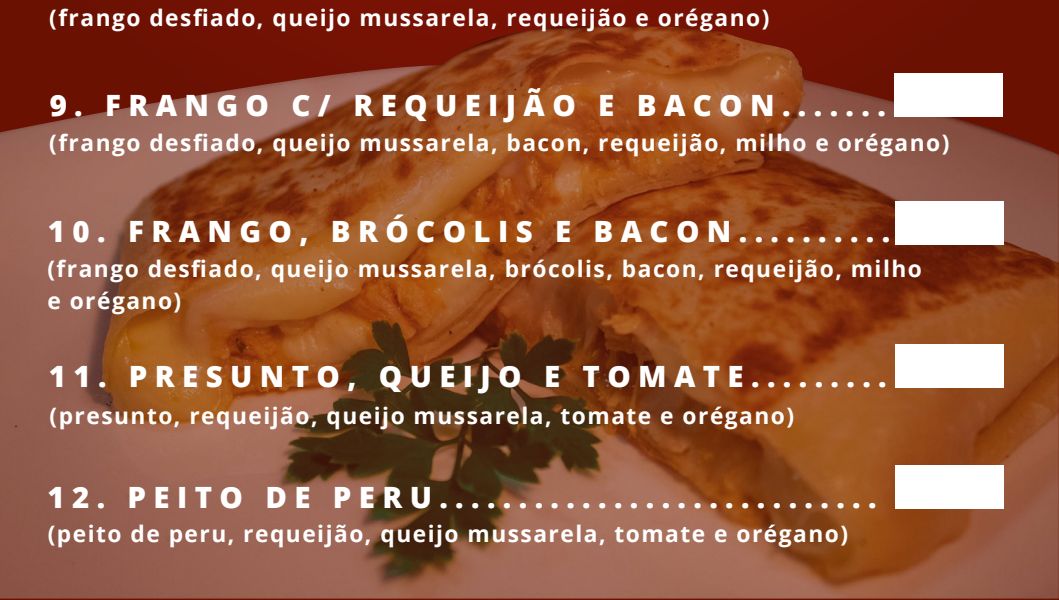 (frango desfiado, queijo mussarela, requeijão e orégano)
9. FRANGO C/ REQUEIJÃO E BACON.......
(frango desfiado, queijo mussarela, bacon, requeijão, milho e orégano)
10. FRANGO, BRÓCOLIS E BACON..........
(frango desfiado, queijo mussarela, brócolis, bacon, requeijão, milho
e orégano)
11. PRESUNTO, QUEIJO E TOMATE.........
(presunto, requeijão, queijo mussarela, tomate e orégano)
12. PEITO DE PERU............................
(peito de peru, requeijão, queijo mussarela, tomate e orégano)